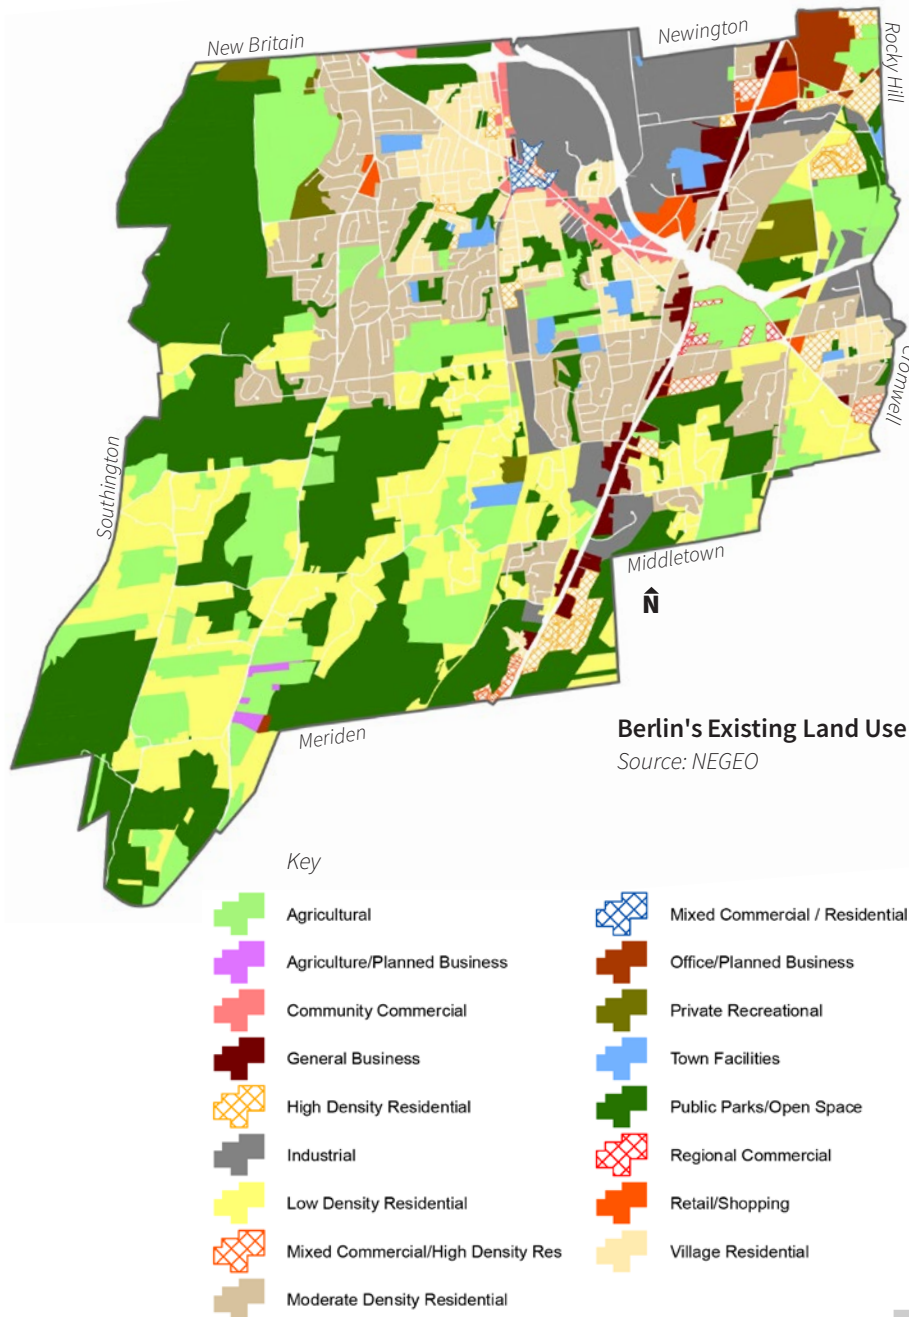 New Britain
Newington
Rocky Hill
Cromwell
Southington
Middletown
N
Meriden
Berlin's Existing Land Use
Source: NEGEO
Key
Agricultural
Agriculture/Planned Business
Community Commercial
General Business
High Density Residential
Industrial
Low Density Residential
Mixed Commercial/High Density Res
Moderate Density Residential
Mixed Commercial / Residential
Office/Planned Business
Private Recreational
Town Facilities
Public Parks/Open Space
Regional Commercial
Retail/Shopping
Village Residential